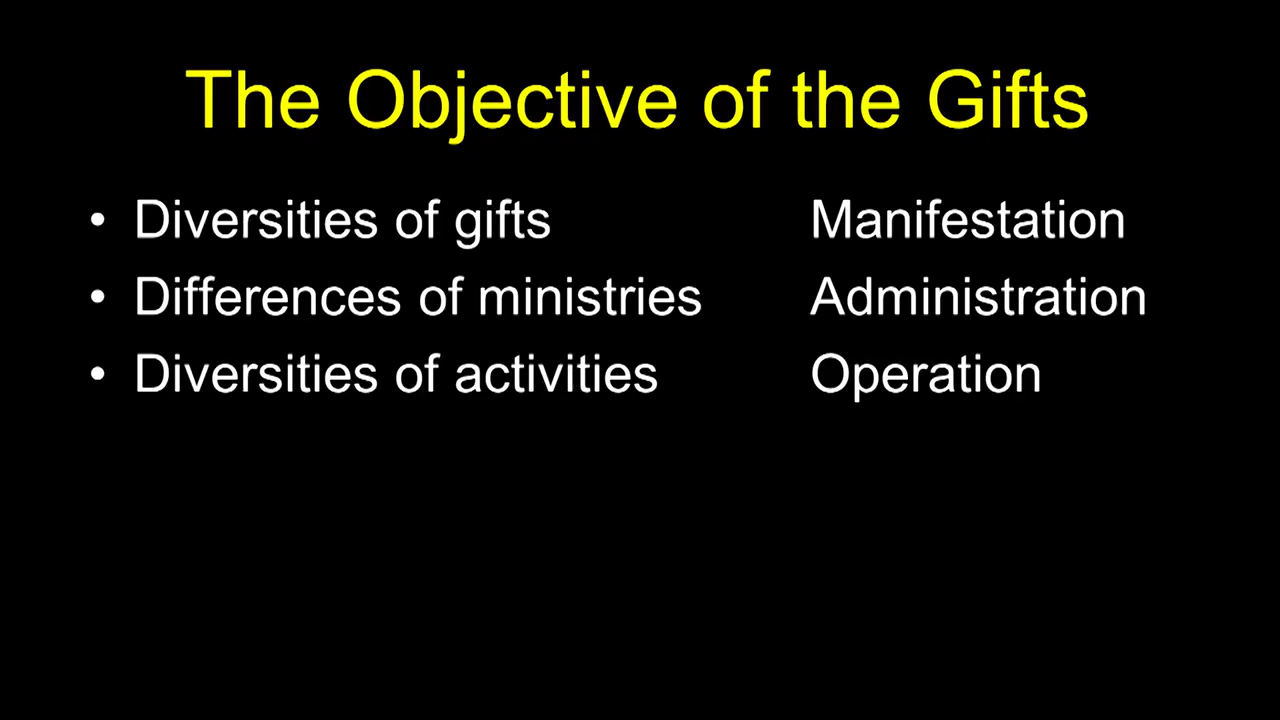 The Objective of the Gifts
• Diversities of gifts Manifestation
• Differences of ministries Administration
• Diversities of activities Operation